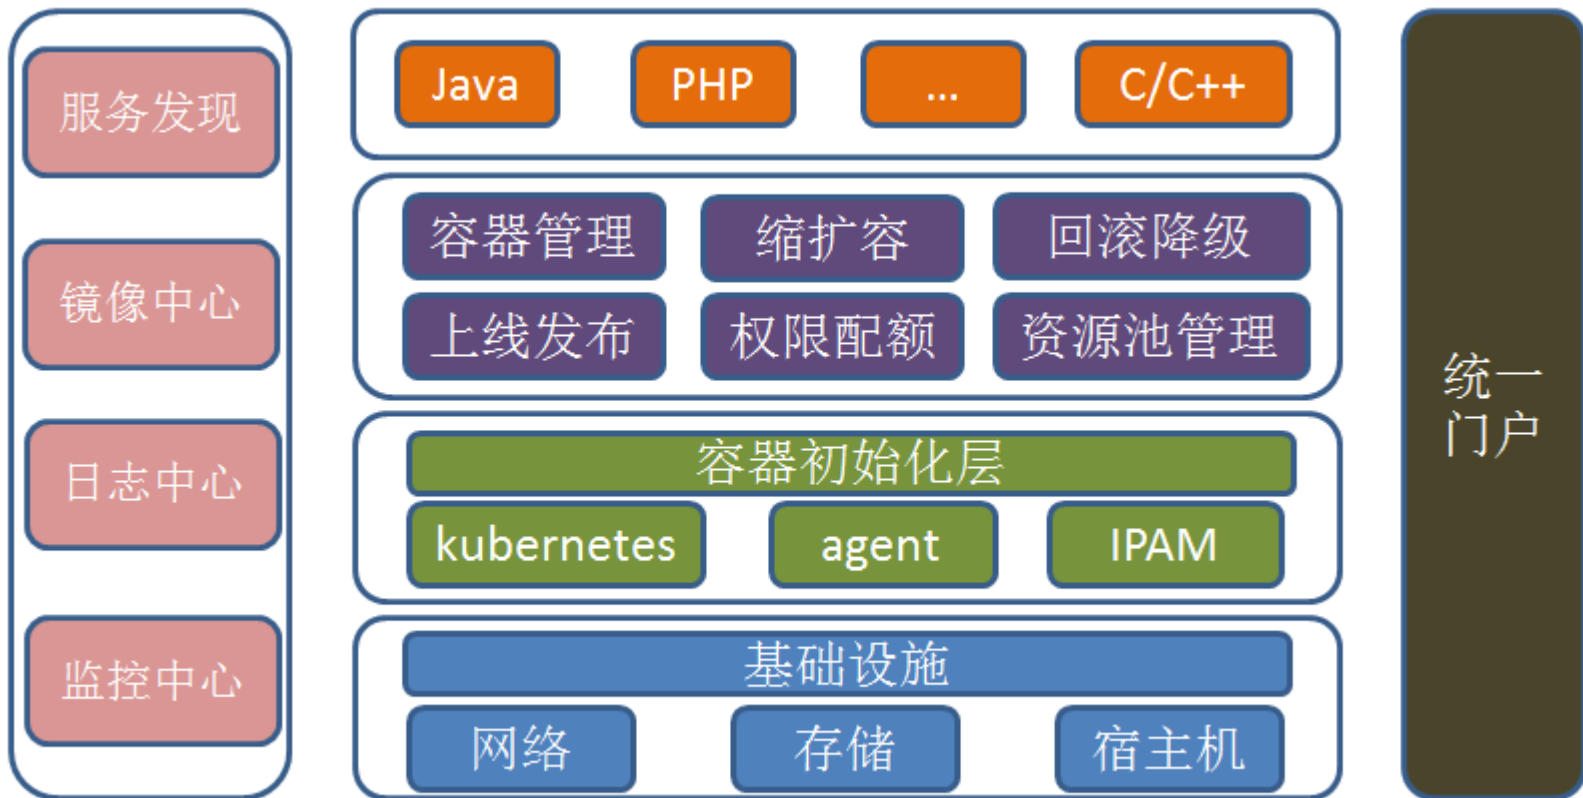 服务发现
镜像中心
日志中心
监控中心
Java
PHP
...
C/C++
容器管理
缩扩容
回滚降级
上线发布
权限配额
资源池管理
容器初始化层
kubernetes
agent
IPAM
基础设施
网络
存储
宿主机
统一
门户